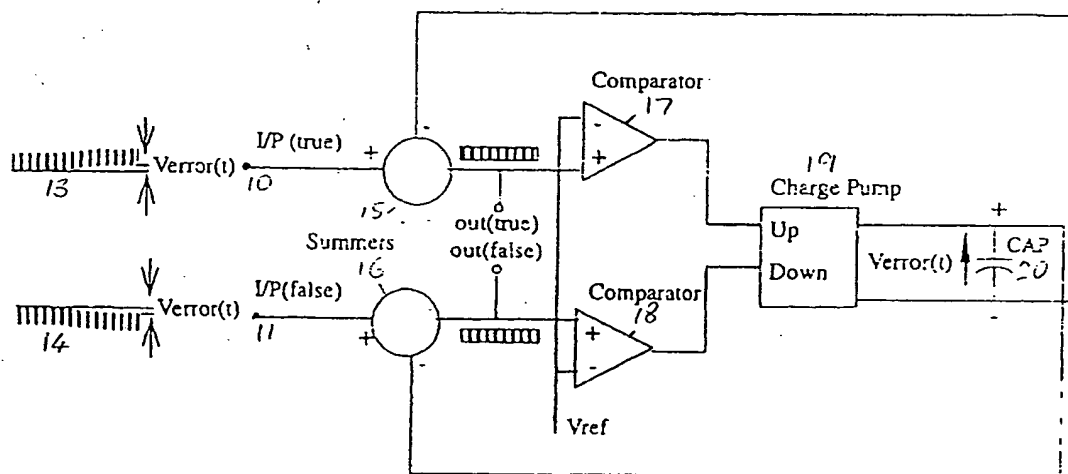 Comparator
17
I/P (true)
-
+
Verror(t)
13
10
15
-
+
19
Charge Pump
Up
Down
out(true)
out(false)
Summers
16
Verror(t)
+
CAP
20
-
I/P(false)
Verror(t)
14
11
+
-
Comparator
18
+
-
Vref